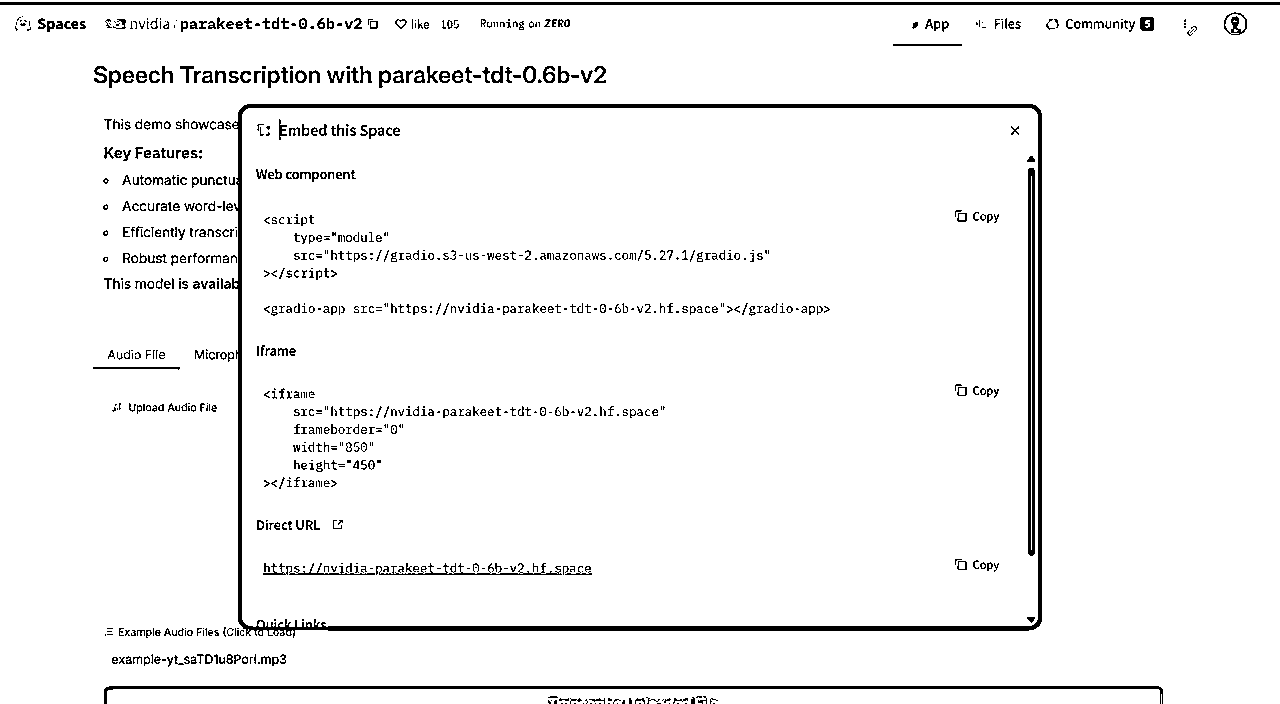 Spaces nvidia/parakeet-tdt-0.6b-v2 like 105 Running on ZERO App Files Community 5
Speech Transcription with parakeet-tdt-0.6b-v2
This demo showcase
Key Features:
Automatic punctua
Accurate word-lev
Efficiently transcri
Robust performan
This model is availab
Audio File Microph
Upload Audio File
Embed this Space
Web component
Copy
<script
type="module"
src="https://gradio.s3-us-west-2.amazonaws.com/5.27.1/gradio.js"
></script>
<gradio-app src="https://nvidia-parakeet-tdt-0-6b-v2.hf.space"></gradio-app>
Iframe
Copy
<iframe
src="https://nvidia-parakeet-tdt-0-6b-v2.hf.space"
frameborder="0"
width="850"
height="450"
></iframe>
Direct URL
https://nvidia-parakeet-tdt-0-6b-v2.hf.space
Copy
Quick Links
Example Audio Files (Click to Load)
example-yt_saTD1u8PorI.mp3